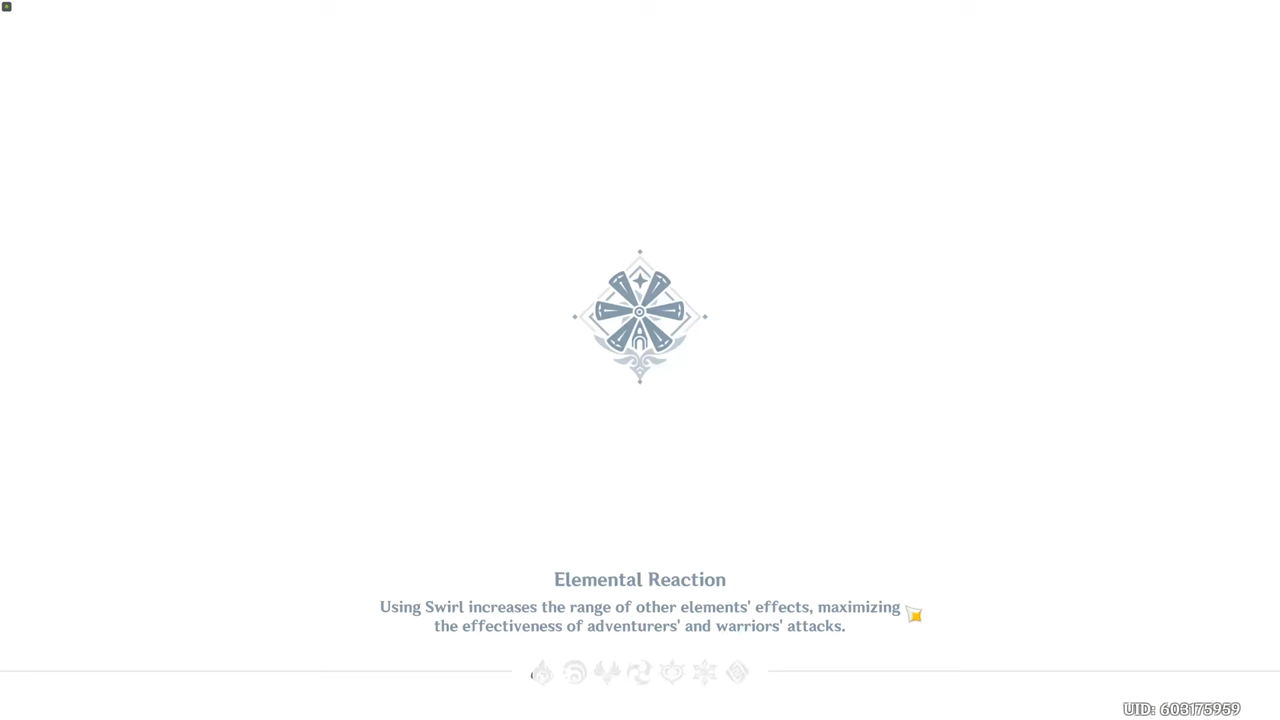 Elemental Reaction
Using Swirl increases the range of other elements' effects, maximizing
the effectiveness of adventurers' and warriors' attacks.
UID: 603175959